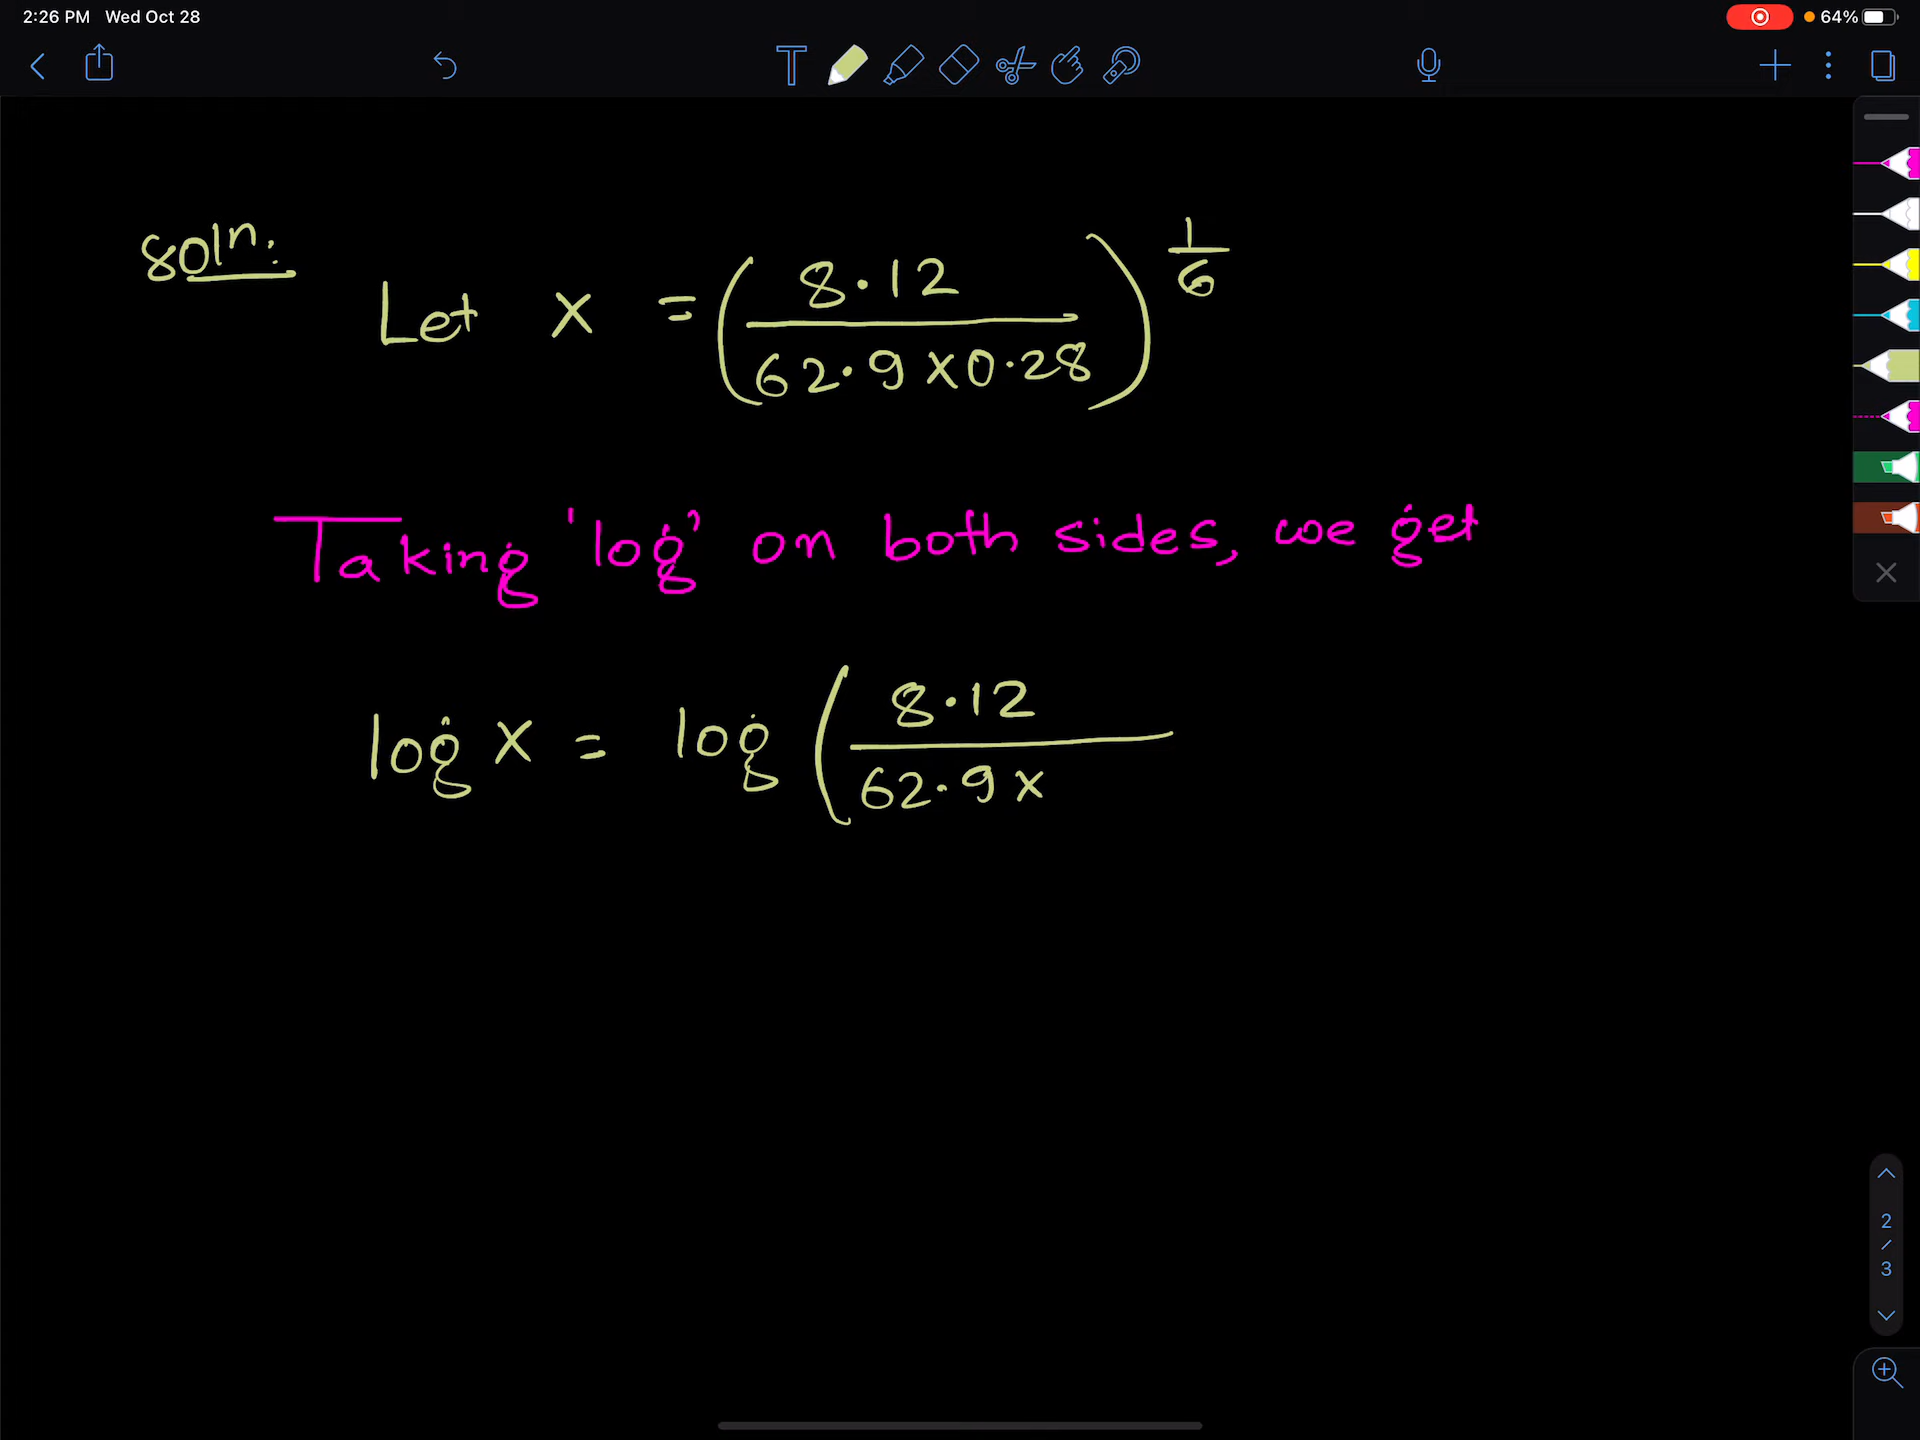 2:26 PM Wed Oct 28
64%
Soln:
Let x = (8.12 / 62.9 x 0.28)^1/6
Taking 'log' on both sides, we get
log x = log (8.12 / 62.9 x
2
/
3